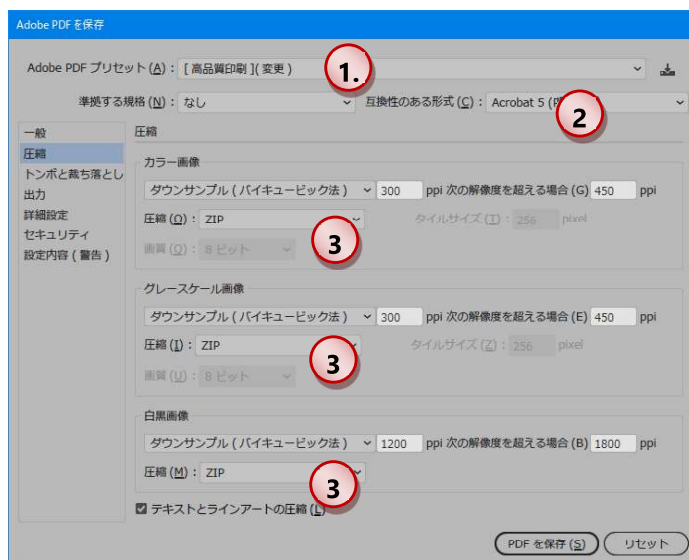 Adobe PDF を保存
Adobe PDF プリセット (A) : [ 高品質印刷 ]( 変更 )
1.
準拠する規格 (N) : なし 互換性のある形式 (C) : Acrobat 5
2
一般
圧縮
トンボと裁ち落とし
出力
詳細設定
セキュリティ
設定内容 ( 警告 )
圧縮
カラー画像
ダウンサンプル ( バイキュービック法 ) 300 ppi 次の解像度を超える場合 (G) 450 ppi
圧縮 (O) : ZIP タイルサイズ (T) : 256 pixel
画質 (Q) : 8 ビット
3
グレースケール画像
ダウンサンプル ( バイキュービック法 ) 300 ppi 次の解像度を超える場合 (E) 450 ppi
圧縮 (I) : ZIP タイルサイズ (Z) : 256 pixel
画質 (U) : 8 ビット
3
白黒画像
ダウンサンプル ( バイキュービック法 ) 1200 ppi 次の解像度を超える場合 (B) 1800 ppi
圧縮 (M) : ZIP
3
テキストとラインアートの圧縮 (L)
PDF を保存 (S) リセット